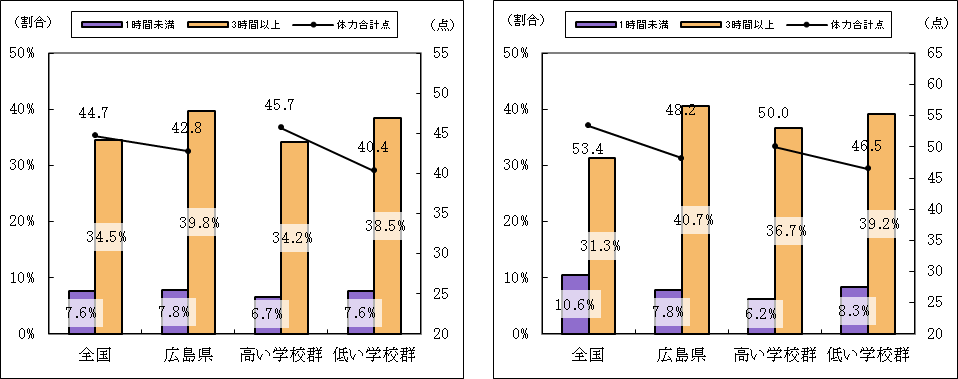 (割合) 1時間未満 3時間以上 体力合計点 (点)
50% 55
50
40% 44.7 42.8 45.7 40.4 45
30% 40
35
20% 34.5% 39.8% 34.2% 38.5% 30
10% 25
7.6% 7.8% 6.7% 7.6%
0% 20
全国 広島県 高い学校群 低い学校群
(割合) 1時間未満 3時間以上 体力合計点 (点)
50% 65
60
40% 53.4 48.2 50.0 46.5 55
50
30% 45
40
20% 31.3% 40.7% 36.7% 39.2% 35
10% 30
10.6% 7.8% 6.2% 8.3% 25
0% 20
全国 広島県 高い学校群 低い学校群